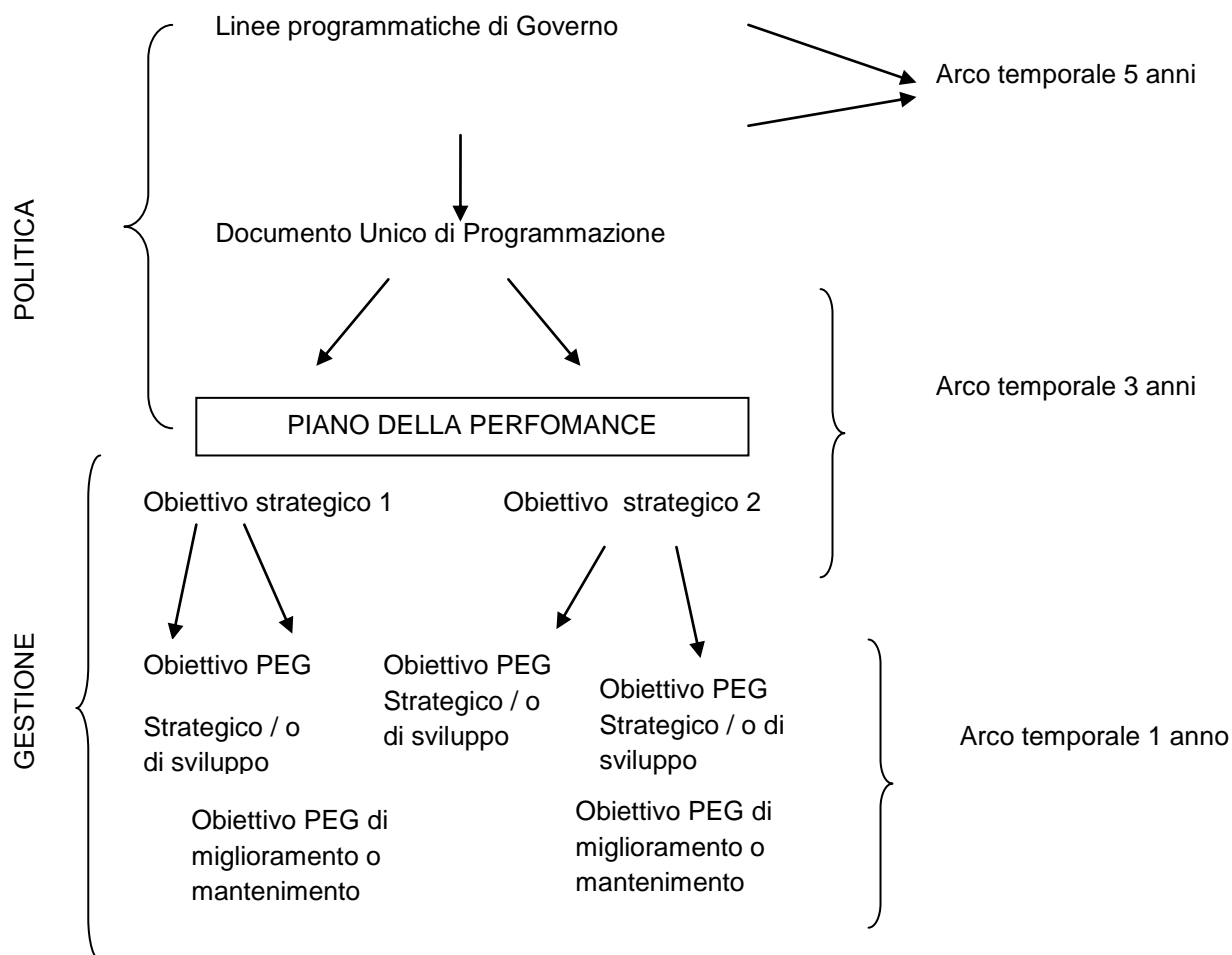 Linee programmatiche di Governo
Arco temporale 5 anni
POLITICA
Documento Unico di Programmazione
Arco temporale 3 anni
PIANO DELLA PERFOMANCE
Obiettivo strategico 1
Obiettivo strategico 2
GESTIONE
Obiettivo PEG
Strategico / o
di sviluppo
Obiettivo PEG
Strategico / o
di sviluppo
Obiettivo PEG
Strategico / o di
sviluppo
Arco temporale 1 anno
Obiettivo PEG di
miglioramento o
mantenimento
Obiettivo PEG di
miglioramento o
mantenimento